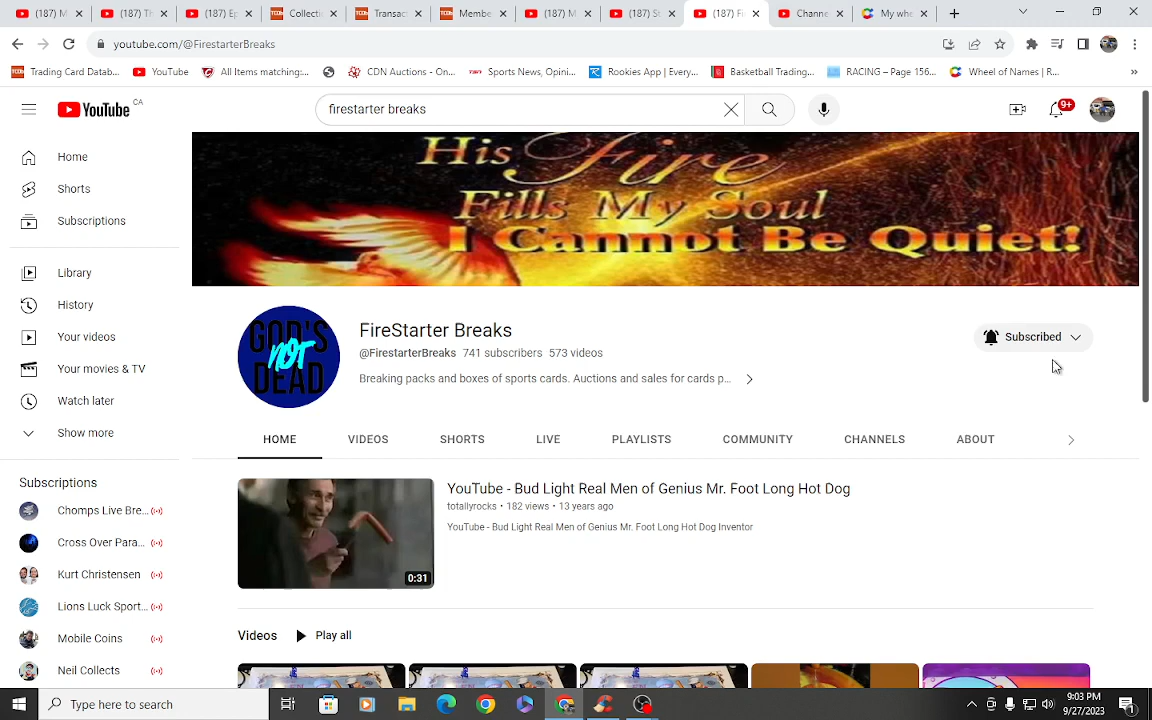 (187) M
(187) Th
(187) Ep
Collecti
Transac
Membe
(187) M
(187) St
(187) Fi
Channe
My whe
youtube.com/@FirestarterBreaks
Trading Card Datab...
YouTube
All Items matching:...
CDN Auctions - On...
Sports News, Opini...
Rookies App | Every...
Basketball Trading...
RACING – Page 156...
Wheel of Names | R...
»
YouTube CA
firestarter breaks
9+
Home
Shorts
Subscriptions
Library
History
Your videos
Your movies & TV
Watch later
Show more
Subscriptions
Chomps Live Bre...
Cross Over Para...
Kurt Christensen
Lions Luck Sport...
Mobile Coins
Neil Collects
His Fire
Fills My Soul
I Cannot Be Quiet!
GOD'S
not
DEAD
FireStarter Breaks
@FirestarterBreaks 741 subscribers 573 videos
Breaking packs and boxes of sports cards. Auctions and sales for cards p...
Subscribed
HOME VIDEOS SHORTS LIVE PLAYLISTS COMMUNITY CHANNELS ABOUT
YouTube - Bud Light Real Men of Genius Mr. Foot Long Hot Dog
totallyrocks • 182 views • 13 years ago
YouTube - Bud Light Real Men of Genius Mr. Foot Long Hot Dog Inventor
0:31
Videos Play all
Type here to search
9:03 PM
9/27/2023
1